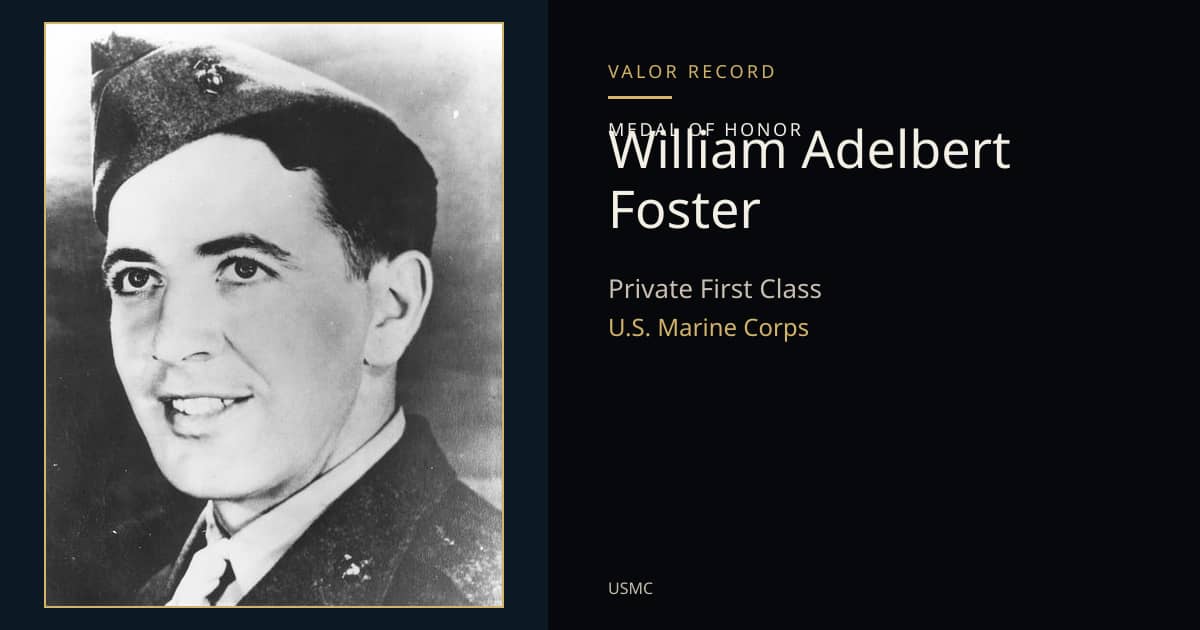 VALOR RECORD
MEDAL OF HONOR
William Adelbert
Foster
Private First Class
U.S. Marine Corps
USMC